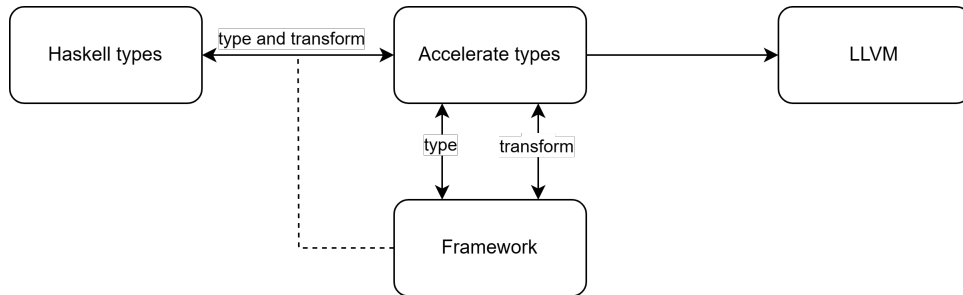 type and transform
Haskell types
Accelerate types
LLVM
type
transform
Framework